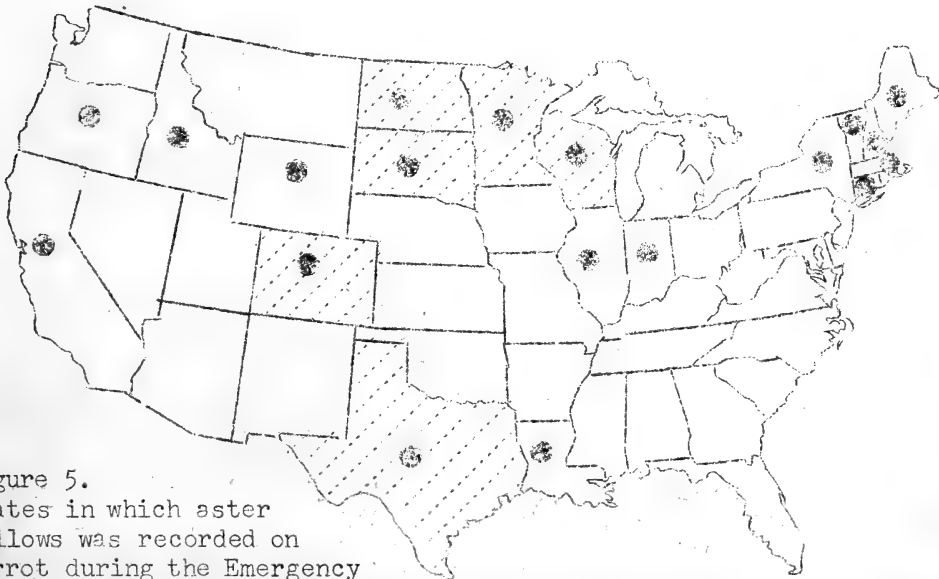 gure 5.
ates in which aster
llows was recorded on
rrot during the Emergency